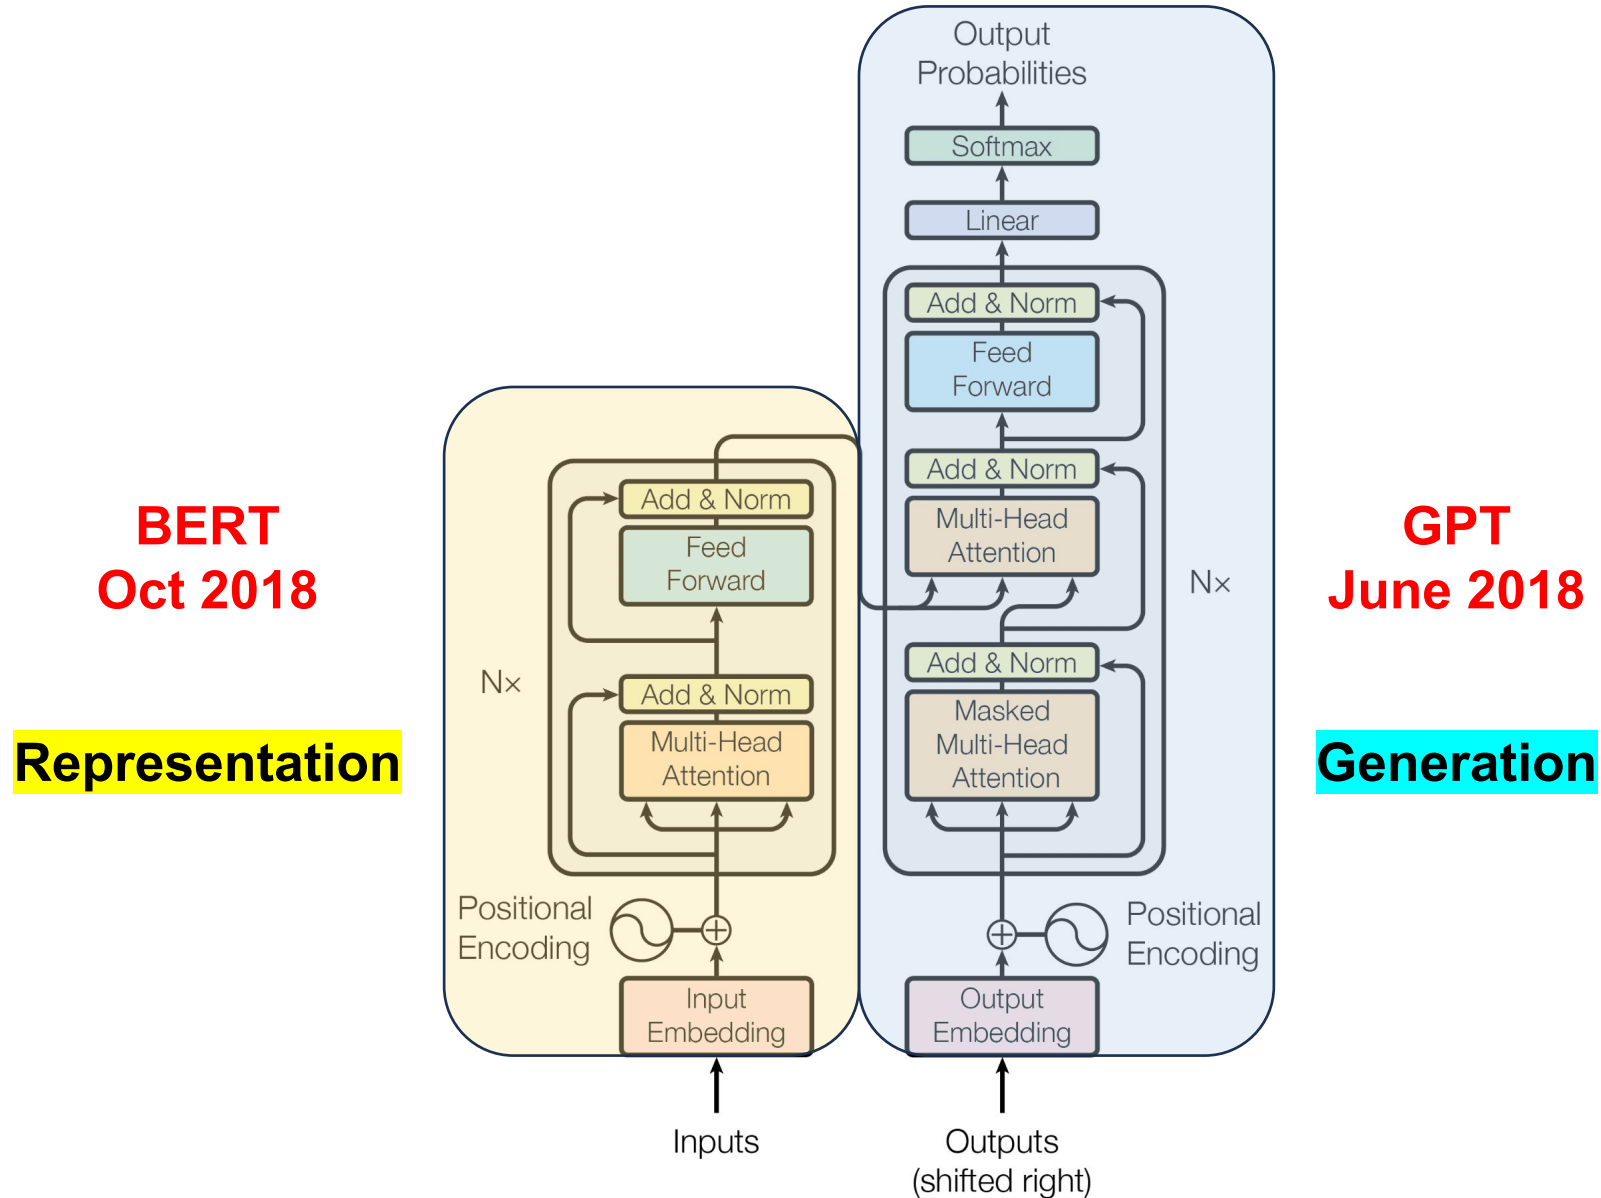 Output
Probabilities
Softmax
Linear
Add & Norm
Feed
Forward
Add & Norm
Multi-Head
Attention
Nx
Add & Norm
Masked
Multi-Head
Attention
Positional
Encoding
Output
Embedding
Outputs
(shifted right)
Add & Norm
Feed
Forward
Nx
Add & Norm
Multi-Head
Attention
Positional
Encoding
Input
Embedding
Inputs
BERT
Oct 2018
Representation
GPT
June 2018
Generation